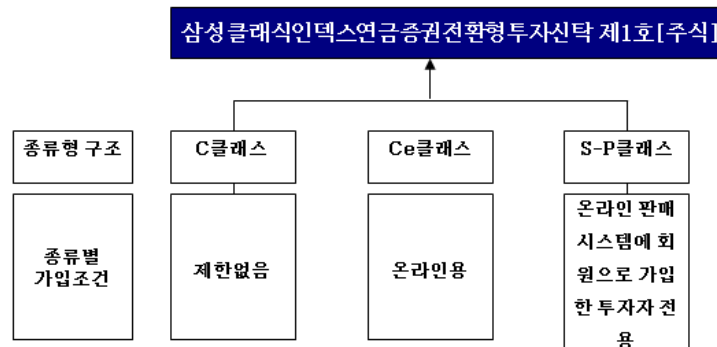 삼성클래식인덱스연금증권전환형투자신탁 제1호[주식]
종류형 구조
C클래스
Ce클래스
S-P클래스
종류별
가입조건
제한없음
온라인용
온라인 판매
시스템에 회
원으로 가입
한 투자자 전
용